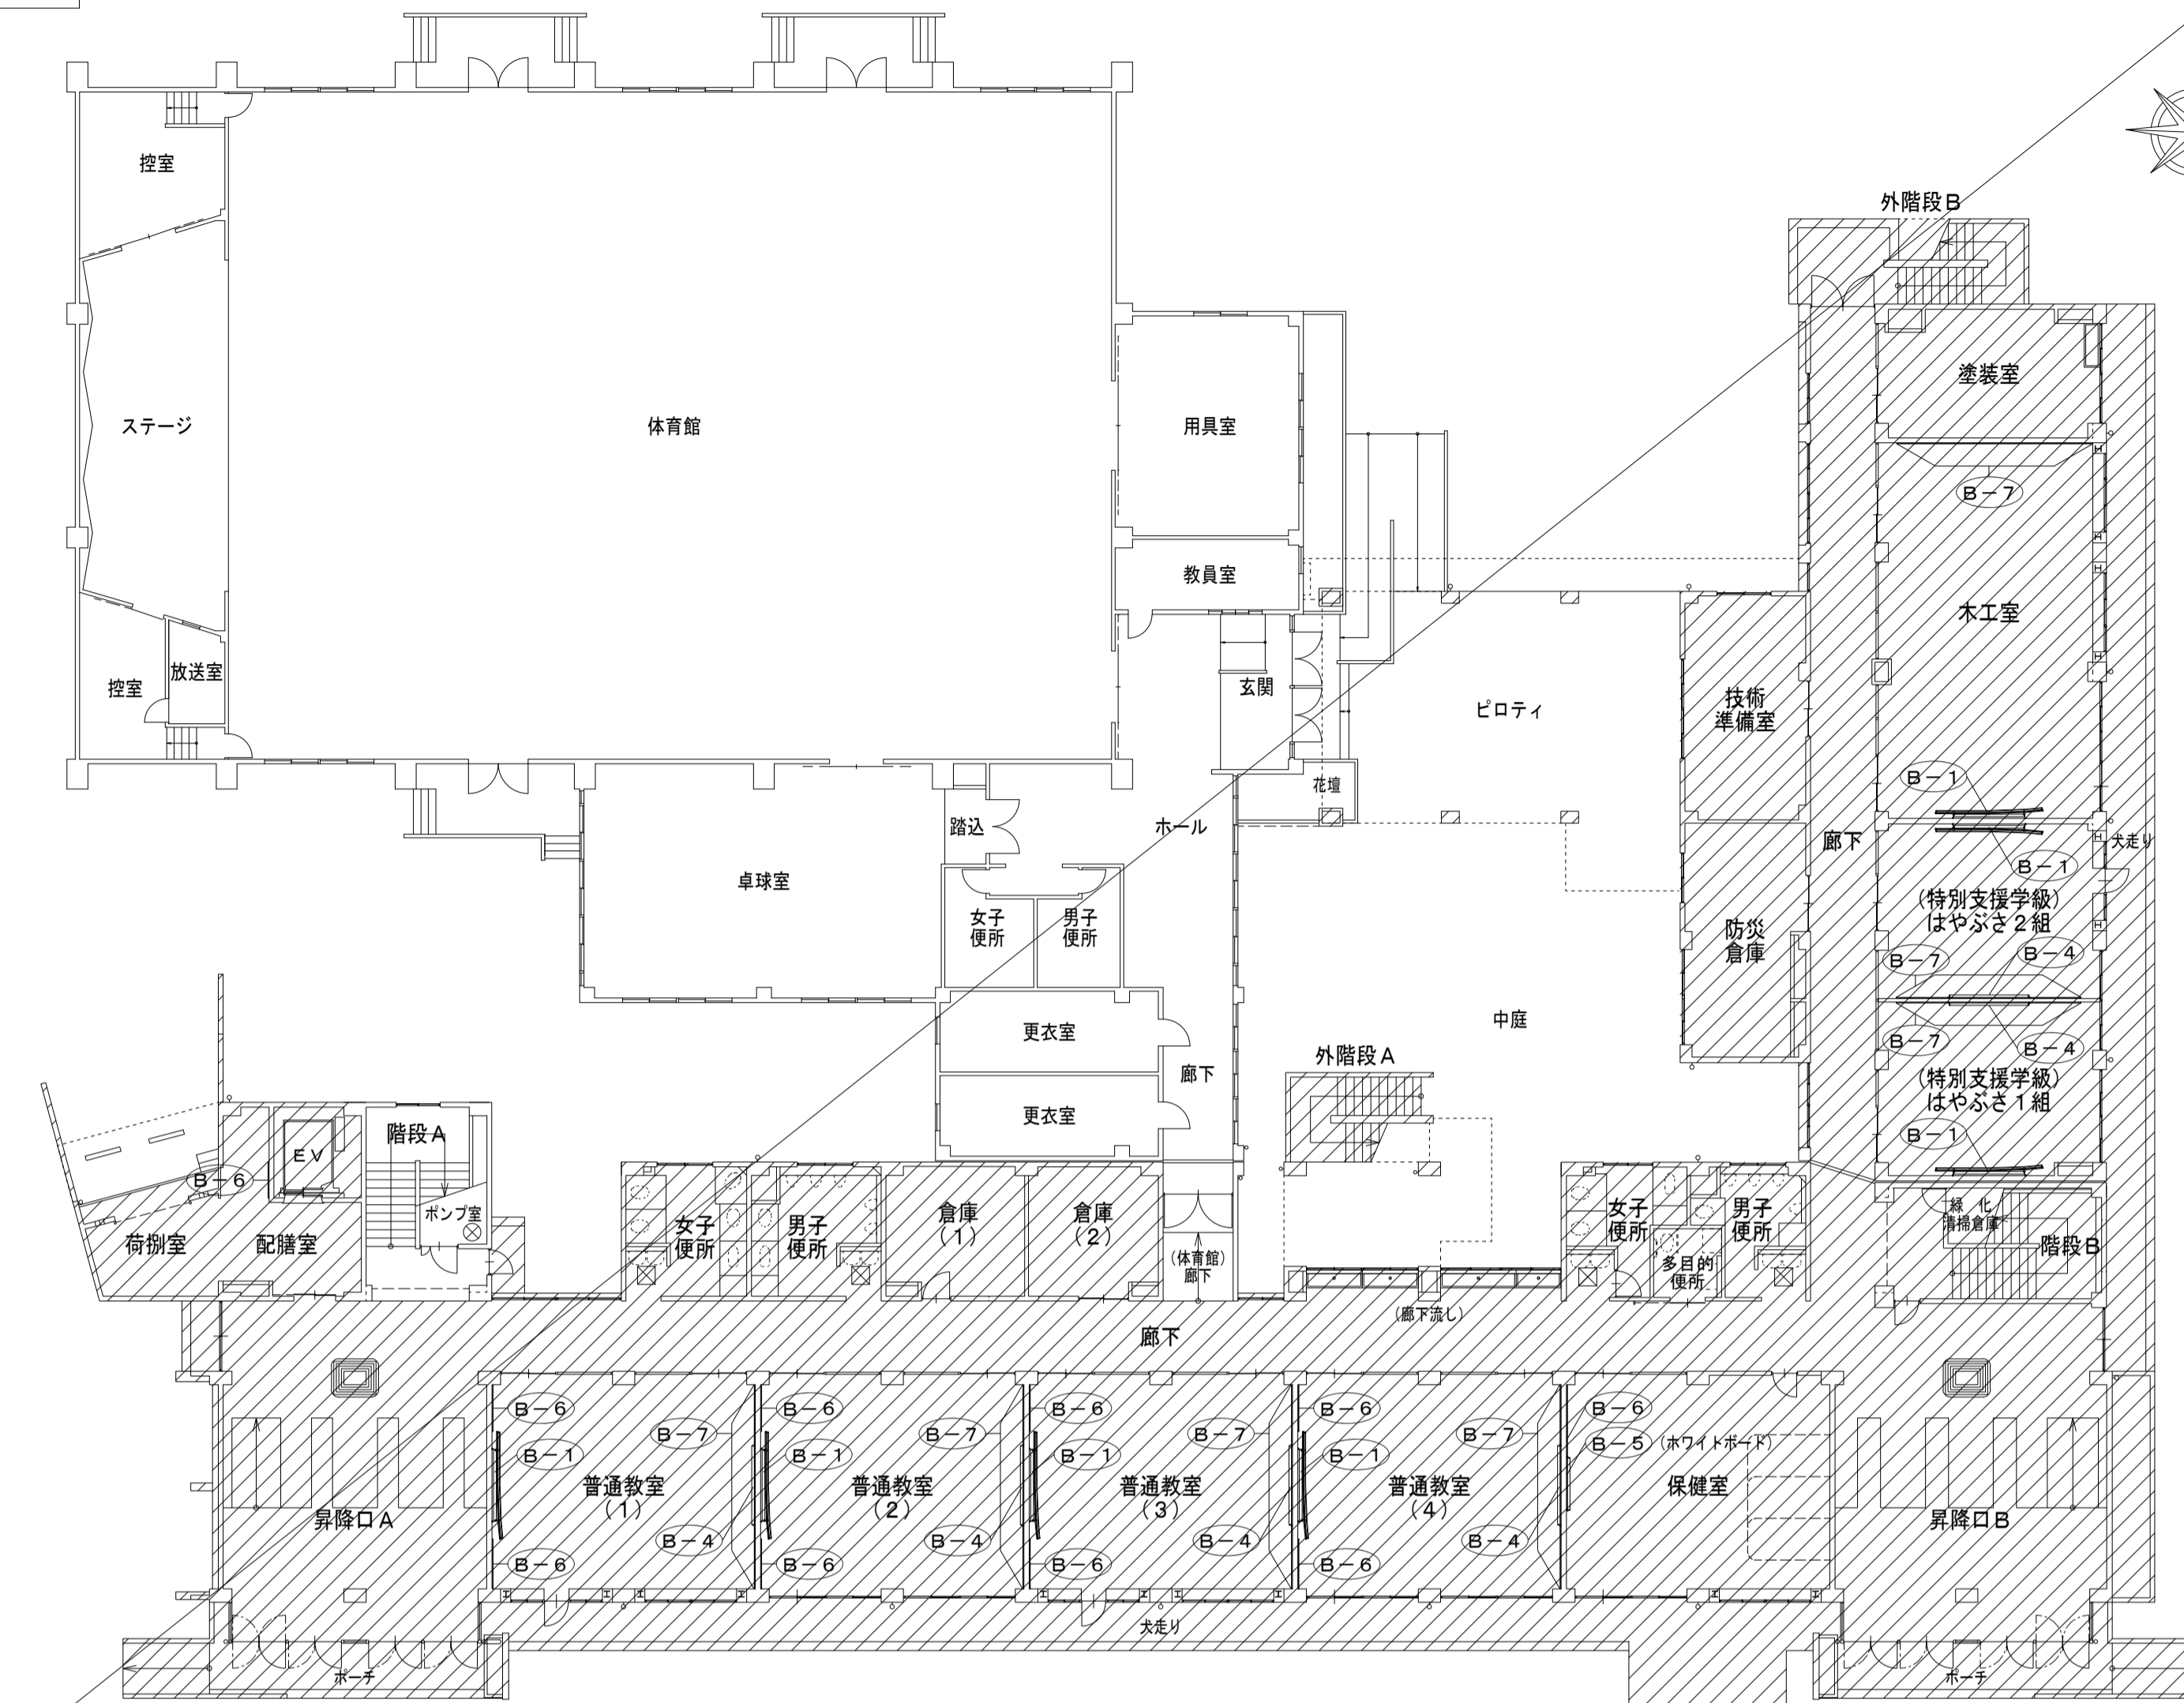 外階段B
控室
塗装室
ステージ
体育館
用具室
B-7
教員室
木工室
放送室
控室
玄関
ピロティ
技術
準備室
B-1
花壇
踏込
ホール
廊下
犬走り
B-1
卓球室
(特別支援学級)
はやぶさ2組
女子
便所
男子
便所
防災
倉庫
B-7
B-4
更衣室
中庭
B-7
B-4
外階段A
廊下
(特別支援学級)
はやぶさ1組
更衣室
階段A
B-1
EV
B-6
ポンプ室
女子
便所
男子
便所
倉庫
(1)
倉庫
(2)
女子
便所
男子
便所
緑 化
清掃倉庫
荷捌室
配膳室
階段B
(体育館)
廊下
多目的
便所
(廊下流し)
廊下
B-6
B-6
B-6
B-6
B-6
B-7
B-7
B-7
B-7
B-1
B-1
B-1
B-1
B-5
(ホワイトボード)
普通教室
(1)
普通教室
(2)
普通教室
(3)
普通教室
(4)
保健室
昇降口A
昇降口B
B-4
B-4
B-4
B-4
B-6
B-6
B-6
B-6
犬走り
ポーチ
ポーチ